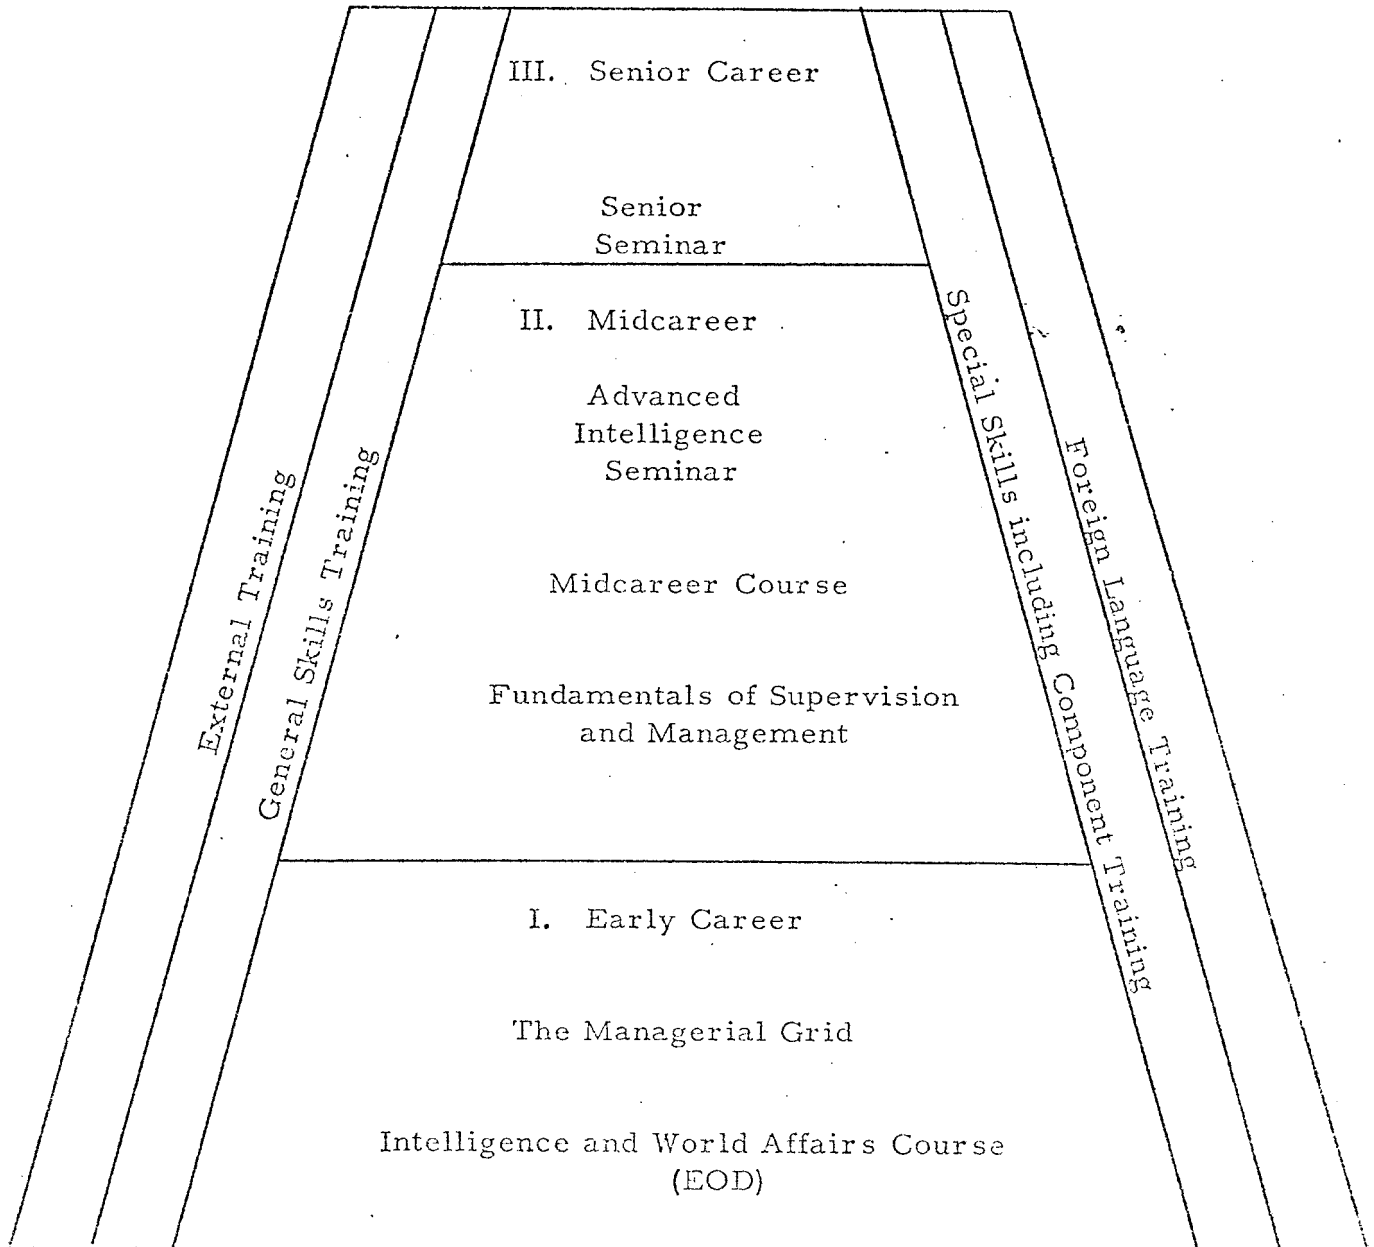 III. Senior Career
Senior
Seminar
II. Midcareer
Advanced
Intelligence
Seminar
Midcareer Course
Fundamentals of Supervision
and Management
I. Early Career
The Managerial Grid
Intelligence and World Affairs Course
(EOD)
External Training
General Skills Training
Special Skills including Component Training
Foreign Language Training